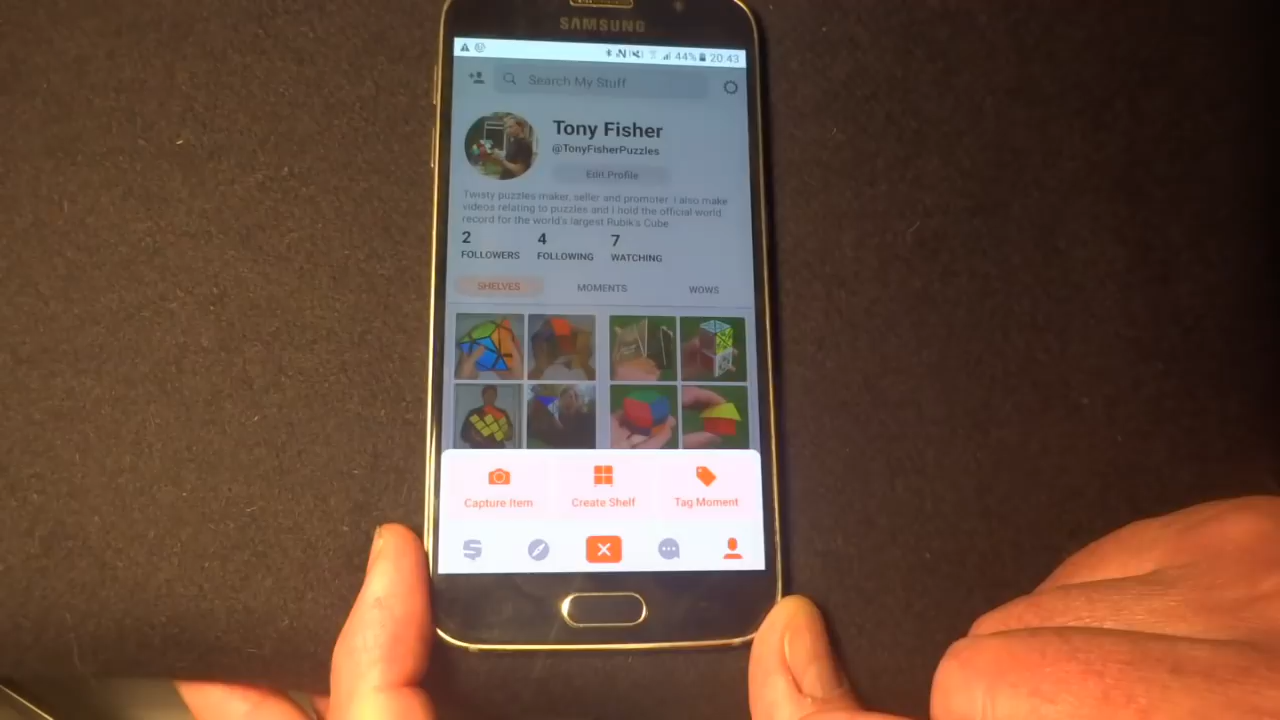 SAMSUNG
44% 20:43
Search My Stuff
Tony Fisher
@TonyFisherPuzzles
Edit Profile
Twisty puzzles maker, seller and promoter. I also make
videos relating to puzzles and I hold the official world
record for the world's largest Rubik's Cube
2 4 7
FOLLOWERS FOLLOWING WATCHING
SHELVES MOMENTS WOWS
Capture Item Create Shelf Tag Moment